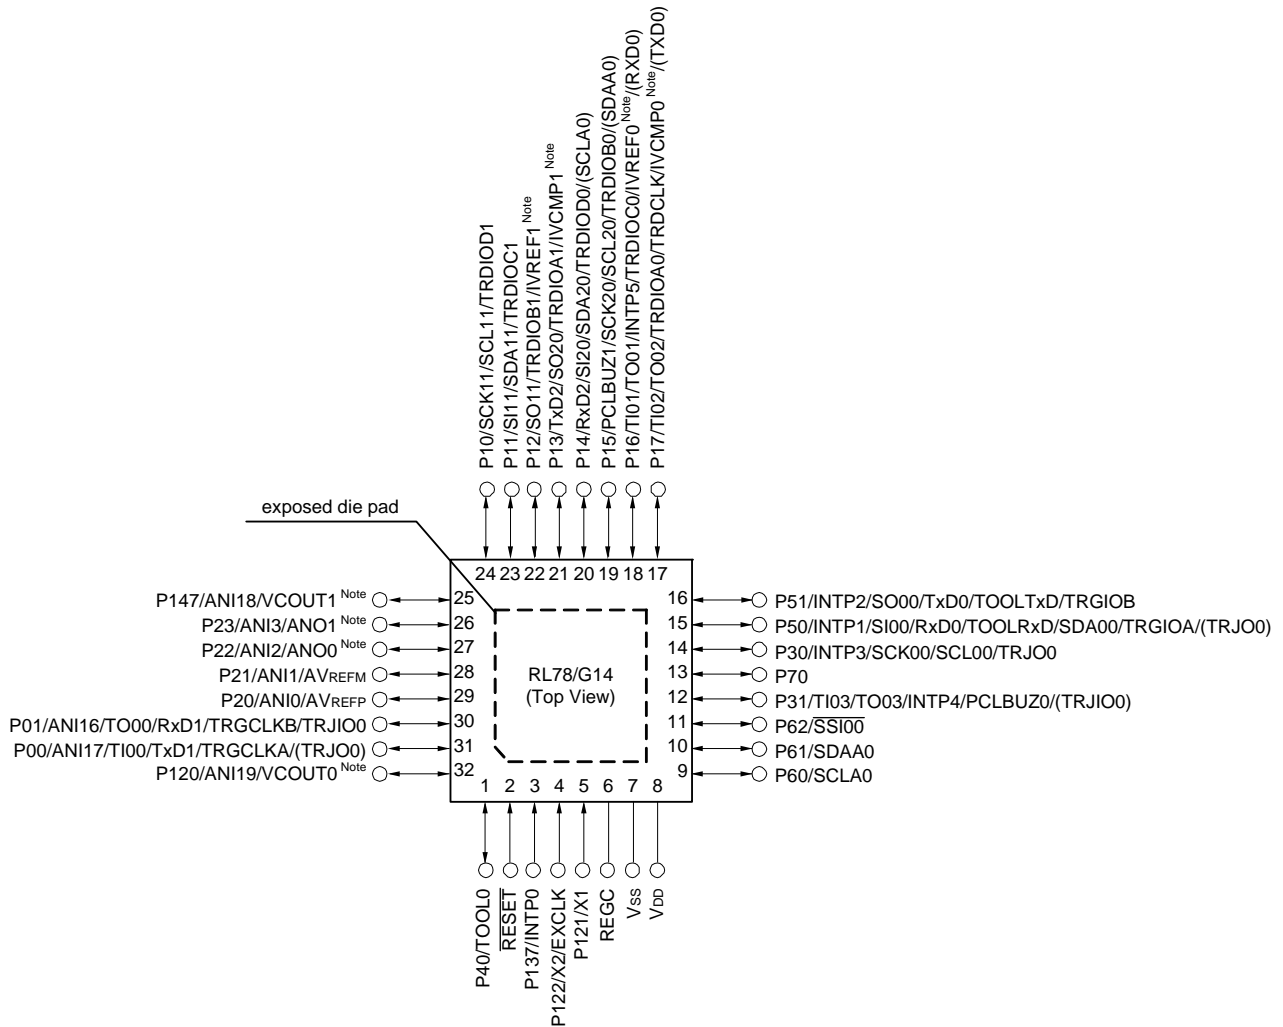 P10/SCK11/SCL11/TRDIOD1
P11/SI11/SDA11/TRDIOC1
P12/SO11/TRDIOB1/IVREF1 Note
P13/TxD2/SO20/TRDIOA1/IVCMP1 Note
P14/RxD2/SI20/SDA20/TRDIOD0/(SCLA0)
P15/PCLBUZ1/SCK20/SCL20/TRDIOB0/(SDAA0)
P16/TI01/TO01/INTP5/TRDIOC0/IVREF0 Note/(RXD0)
P17/TI02/TO02/TRDIOA0/TRDCLK/IVCMP0 Note/(TXD0)
exposed die pad
24 23 22 21 20 19 18 17
P147/ANI18/VCOUT1 Note 25
P23/ANI3/ANO1 Note 26
P22/ANI2/ANO0 Note 27
P21/ANI1/AVREFM 28
P20/ANI0/AVREFP 29
P01/ANI16/TO00/RxD1/TRGCLKB/TRJIO0 30
P00/ANI17/TI00/TxD1/TRGCLKA/(TRJO0) 31
P120/ANI19/VCOUT0 Note 32
RL78/G14
(Top View)
16 P51/INTP2/SO00/TxD0/TOOLTxD/TRGIOB
15 P50/INTP1/SI00/RxD0/TOOLRxD/SDA00/TRGIOA/(TRJO0)
14 P30/INTP3/SCK00/SCL00/TRJO0
13 P70
12 P31/TI03/TO03/INTP4/PCLBUZ0/(TRJIO0)
11 P62/SSI00
10 P61/SDAA0
9 P60/SCLA0
1 2 3 4 5 6 7 8
P40/TOOL0
RESET
P137/INTP0
P122/X2/EXCLK
P121/X1
REGC
VSS
VDD